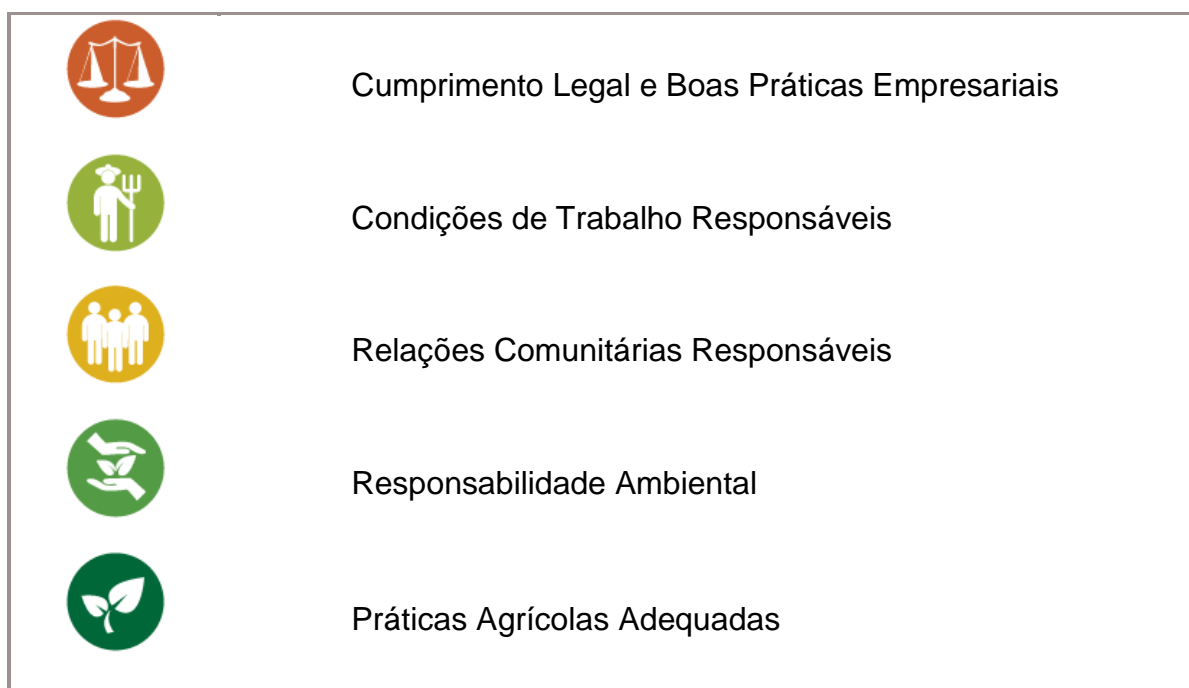 Cumprimento Legal e Boas Práticas Empresariais
Condições de Trabalho Responsáveis
Relações Comunitárias Responsáveis
Responsabilidade Ambiental
Práticas Agrícolas Adequadas